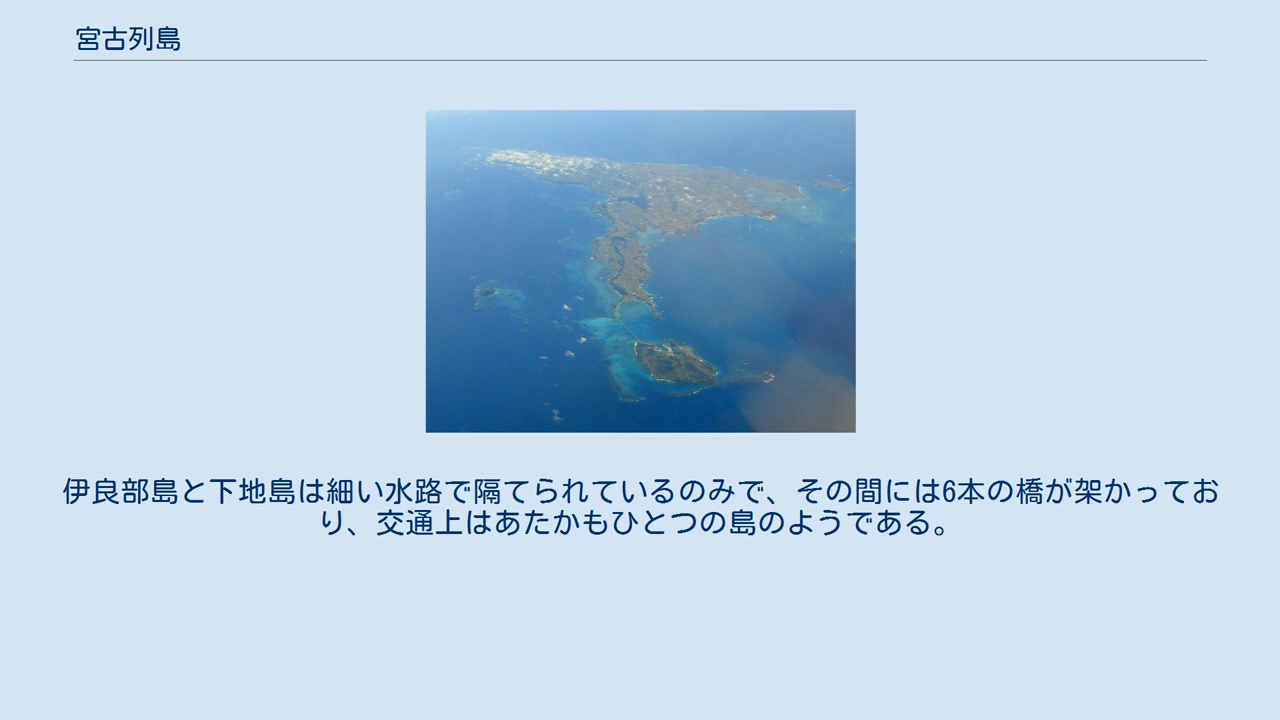 宮古列島
伊良部島と下地島は細い水路で隔てられているのみで、その間には6本の橋が架かってお
り、交通上はあたかもひとつの島のようである。